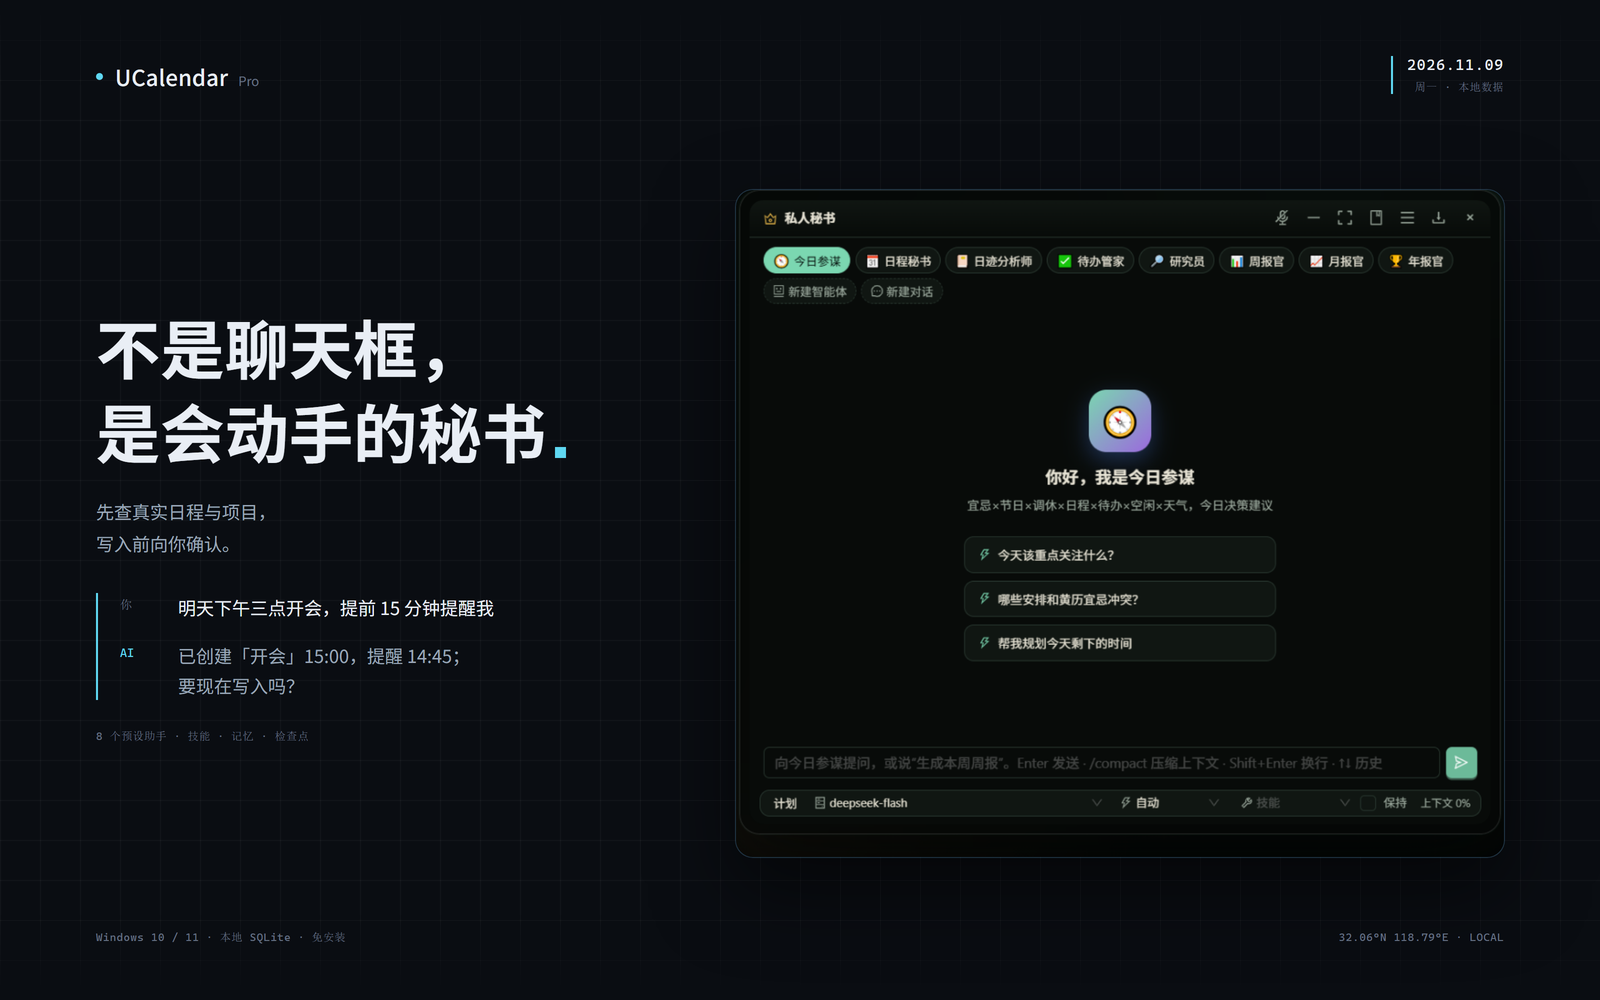 UCalendar Pro
2026.11.09
周一 · 本地数据
不是聊天框，
是会动手的秘书.
先查真实日程与项目，
写入前向你确认。
你 明天下午三点开会，提前 15 分钟提醒我
AI 已创建「开会」15:00，提醒 14:45；
要现在写入吗？
8 个预设助手 · 技能 · 记忆 · 检查点
私人秘书
今日参谋 日程秘书 日迹分析师 待办管家 研究员 周报官 月报官 年报官
新建智能体 新建对话
你好，我是今日参谋
宜忌×节日×调休×日程×待办×空闲×天气，今日决策建议
今天该重点关注什么？
哪些安排和黄历宜忌冲突？
帮我规划今天剩下的时间
向今日参谋提问，或说“生成本周周报”。Enter 发送 · /compact 压缩上下文 · Shift+Enter 换行 · ↑↓ 历史
计划 deepseek-flash 自动 技能 保持 上下文 0%
Windows 10 / 11 · 本地 SQLite · 免安装
32.06°N 118.79°E · LOCAL